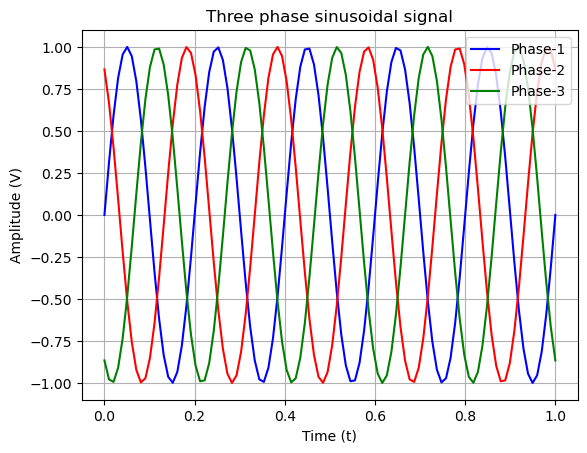 Three phase sinusoidal signal
Phase-1
Phase-2
Phase-3
1.00
0.75
0.50
0.25
0.00
−0.25
−0.50
−0.75
−1.00
Amplitude (V)
0.0 0.2 0.4 0.6 0.8 1.0
Time (t)